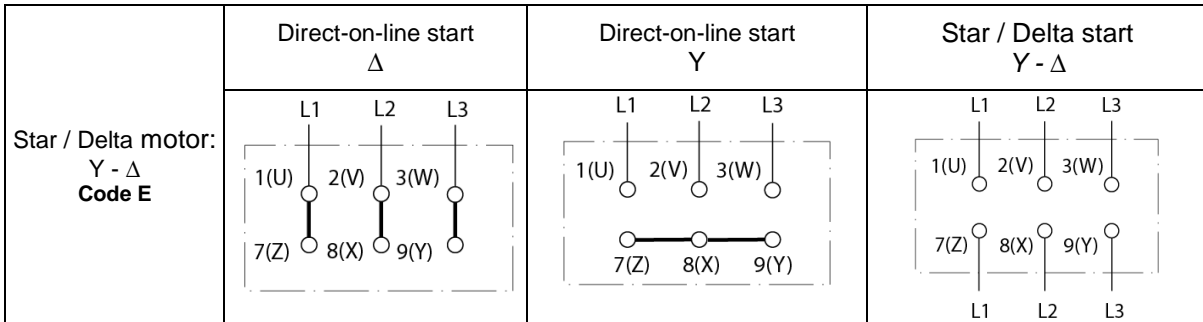 Star / Delta motor:
Y - Δ
Code E
Direct-on-line start
Δ
L1 L2 L3
1(U) 2(V) 3(W)
7(Z) 8(X) 9(Y)
Direct-on-line start
Y
L1 L2 L3
1(U) 2(V) 3(W)
7(Z) 8(X) 9(Y)
Star / Delta start
Y - Δ
L1 L2 L3
1(U) 2(V) 3(W)
7(Z) 8(X) 9(Y)
L1 L2 L3